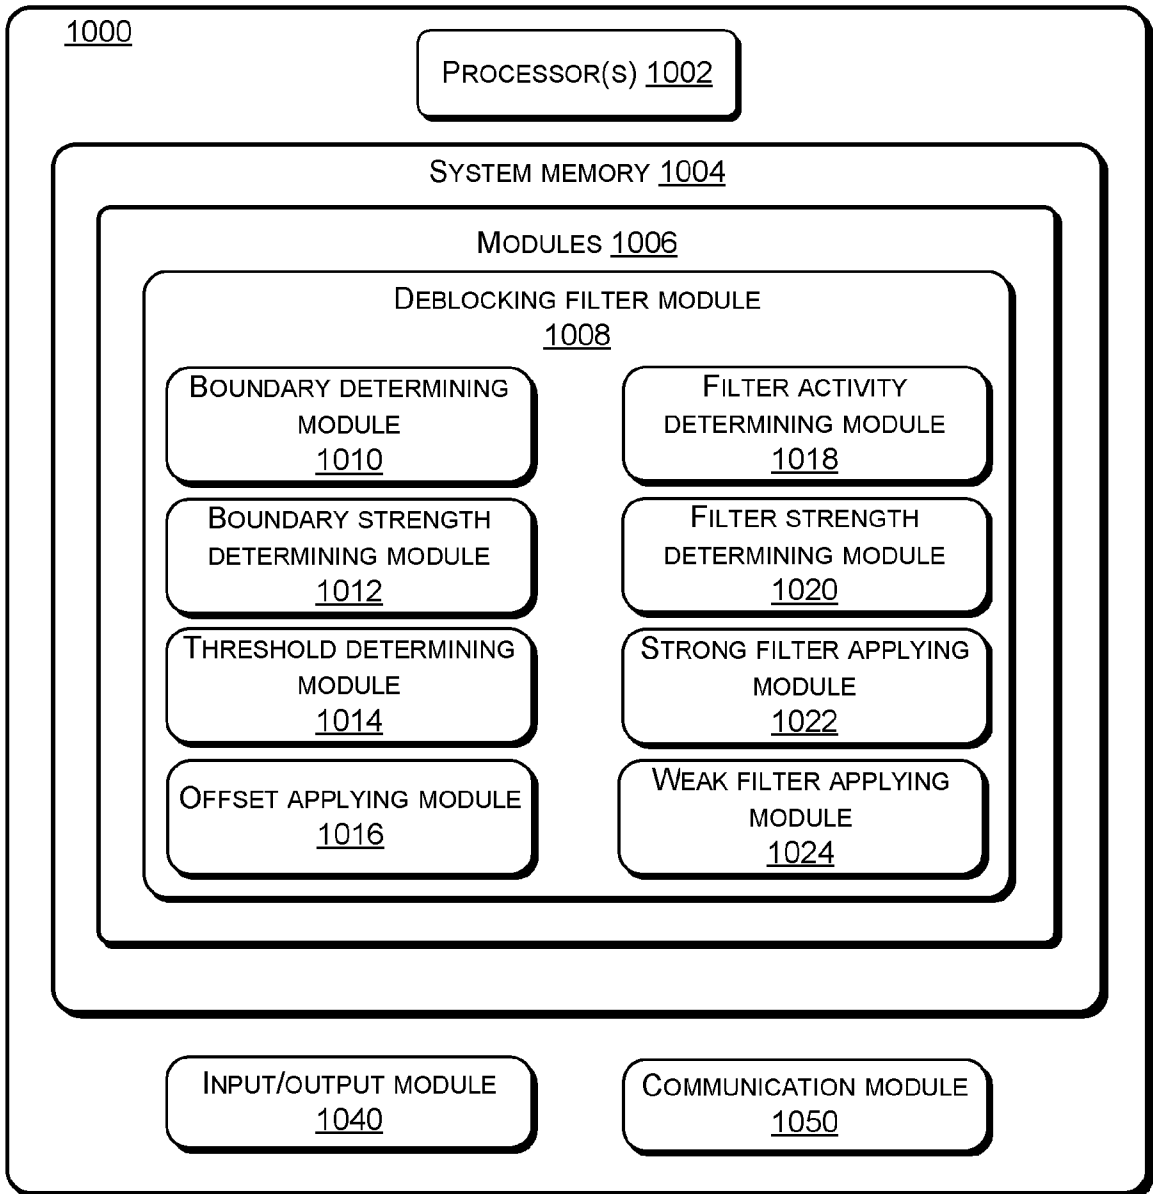 1000
PROCESSOR(S) 1002
SYSTEM MEMORY 1004
MODULES 1006
DEBLOCKING FILTER MODULE
1008
BOUNDARY DETERMINING
MODULE
1010
FILTER ACTIVITY
DETERMINING MODULE
1018
BOUNDARY STRENGTH
DETERMINING MODULE
1012
FILTER STRENGTH
DETERMINING MODULE
1020
THRESHOLD DETERMINING
MODULE
1014
STRONG FILTER APPLYING
MODULE
1022
OFFSET APPLYING MODULE
1016
WEAK FILTER APPLYING
MODULE
1024
INPUT/OUTPUT MODULE
1040
COMMUNICATION MODULE
1050